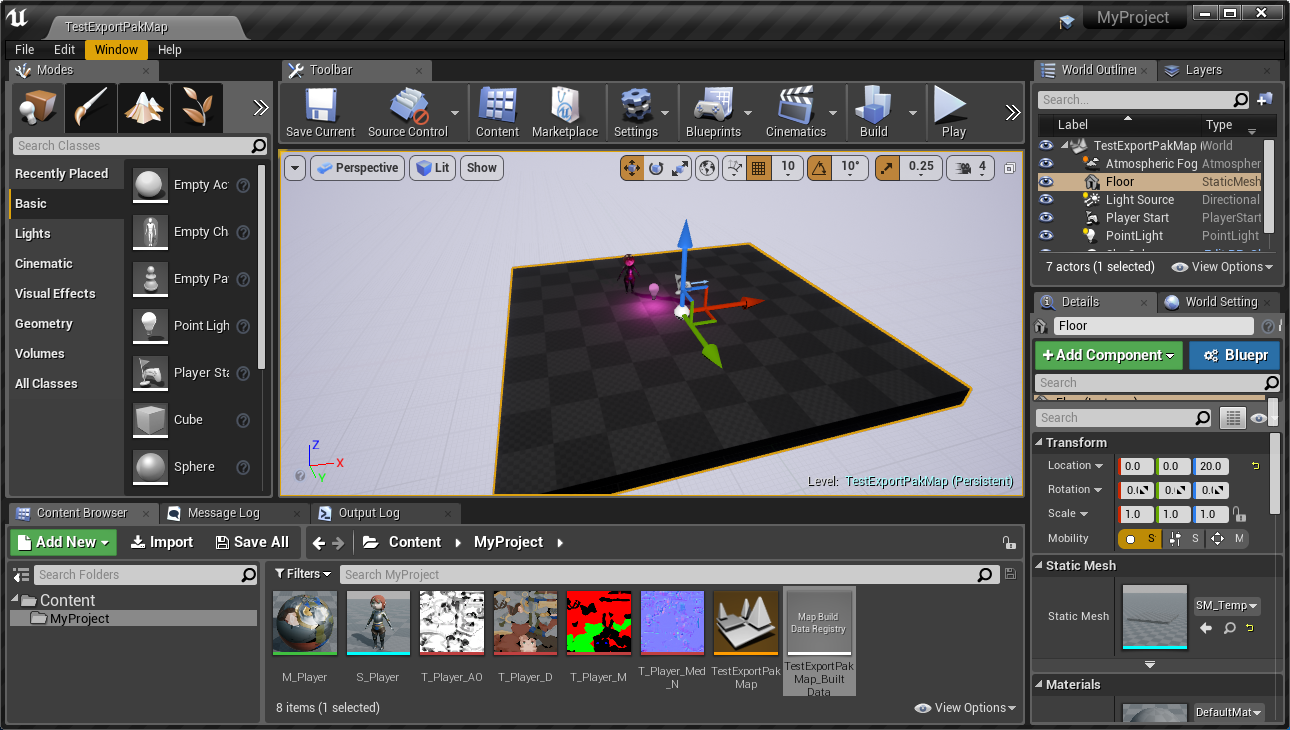 TestExportPakMap
MyProject
File Edit Window Help
Modes
Toolbar
World Outliner
Layers
Save Current
Source Control
Content
Marketplace
Settings
Blueprints
Cinematics
Build
Play
Search Classes
Recently Placed
Basic
Lights
Cinematic
Visual Effects
Geometry
Volumes
All Classes
Empty Ac
Empty Ch
Empty Pa
Point Ligh
Player Sta
Cube
Sphere
Perspective
Lit
Show
10
10°
0.25
4
Z
X
Y
Level: TestExportPakMap (Persistent)
Search...
Label Type
TestExportPakMap (World
Atmospheric Fog Atmospher
Floor StaticMesh
Light Source Directional
Player Start PlayerStart
PointLight PointLight
7 actors (1 selected)
View Options
Details
World Setting
Floor
+Add Component
Bluepr
Search
Search
Transform
Location 0.0 0.0 20.0
Rotation
Scale 1.0 1.0 1.0
Mobility S S M
Static Mesh
Static Mesh
SM_Temp
Materials
DefaultMat
Content Browser
Message Log
Output Log
Add New
Import
Save All
Content
MyProject
Search Folders
Content
MyProject
Filters
Search MyProject
M_Player
S_Player
T_Player_AO
T_Player_D
T_Player_M
T_Player_Med
_N
TestExportPak
Map
Map Build
Data Registry
TestExportPak
Map_Built
Data
8 items (1 selected)
View Options